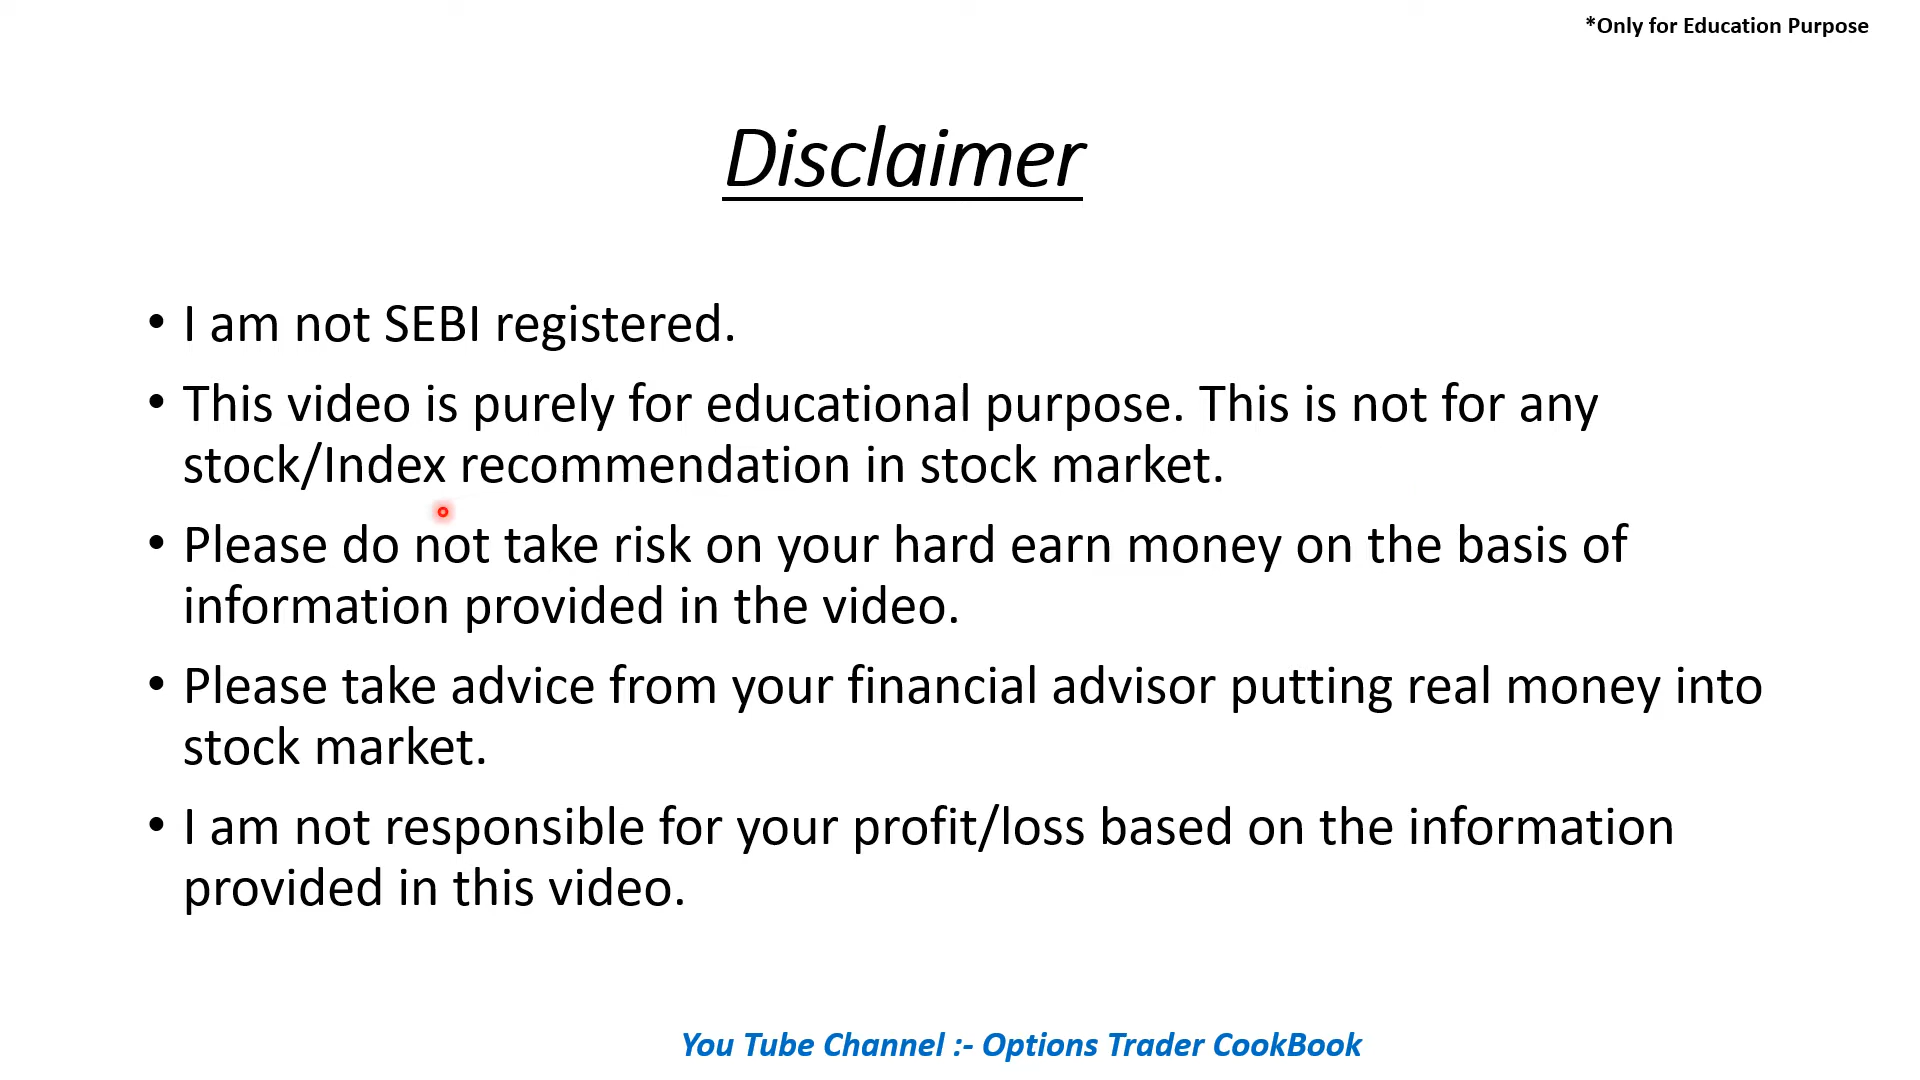 *Only for Education Purpose
Disclaimer
• I am not SEBI registered.
• This video is purely for educational purpose. This is not for any
stock/Index recommendation in stock market.
• Please do not take risk on your hard earn money on the basis of
information provided in the video.
• Please take advice from your financial advisor putting real money into
stock market.
• I am not responsible for your profit/loss based on the information
provided in this video.
You Tube Channel :- Options Trader CookBook